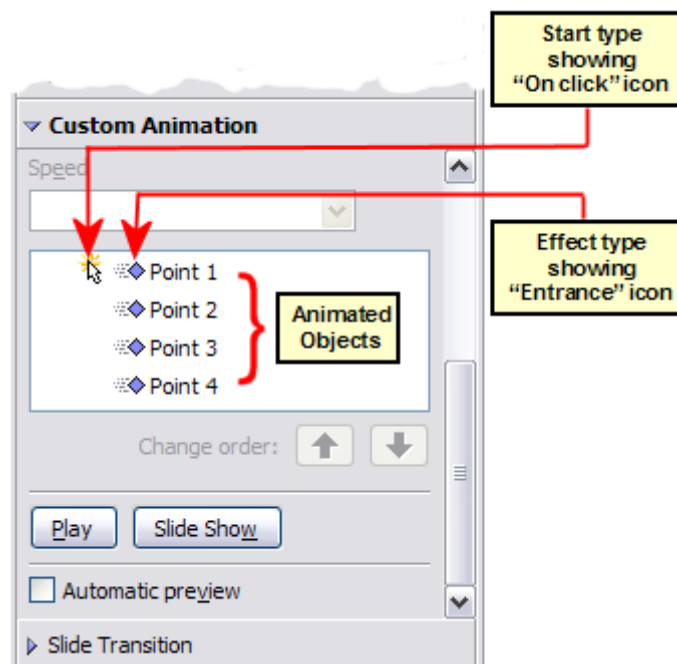 Start type
showing
“On click” icon
Custom Animation
Speed
Effect type
showing
“Entrance” icon
Point 1
Point 2
Point 3
Point 4
Animated
Objects
Change order:
Play
Slide Show
Automatic preview
Slide Transition